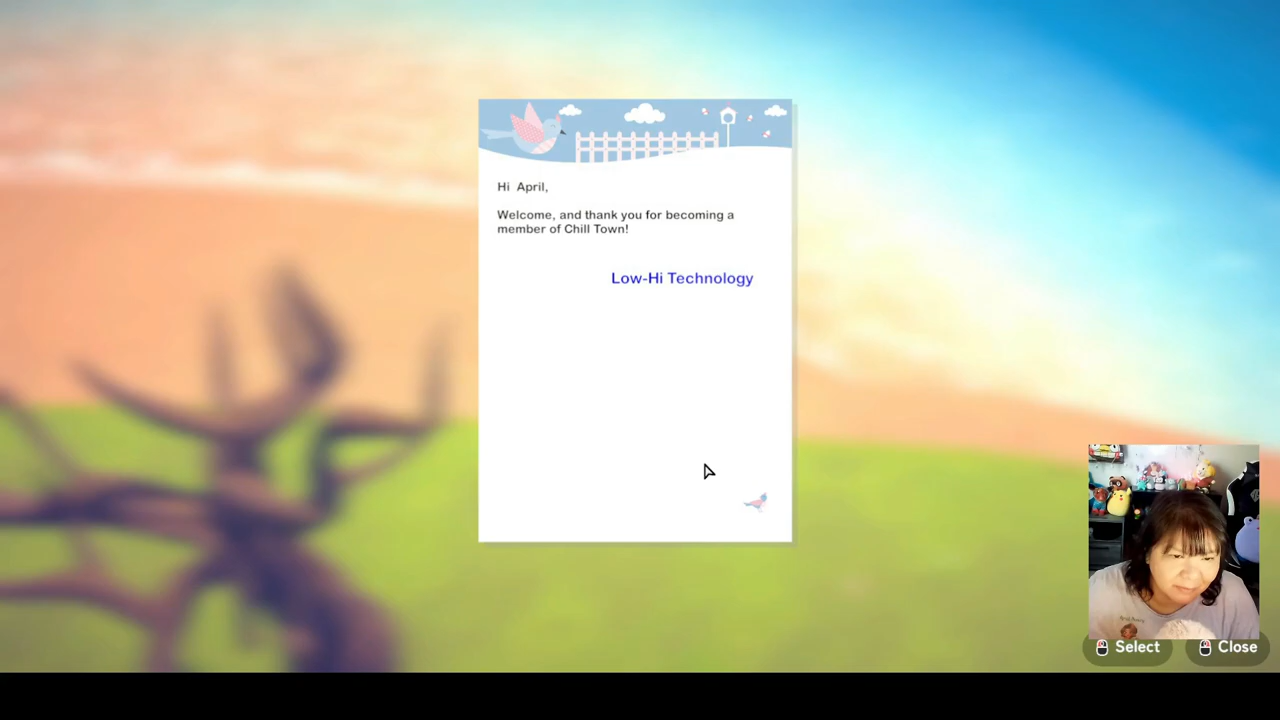 Hi April,
Welcome, and thank you for becoming a
member of Chill Town!
Low-Hi Technology
Select
Close